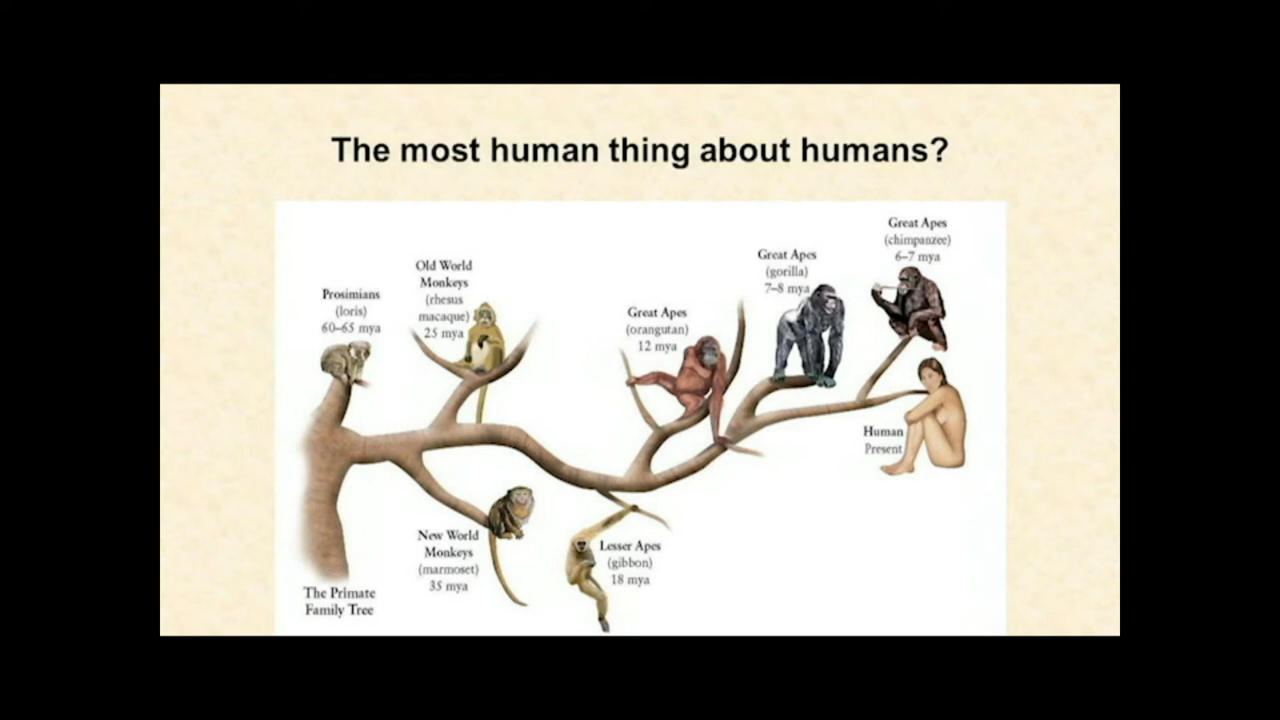 The most human thing about humans?
Prosimians
(loris)
60–65 mya
Old World
Monkeys
(rhesus
macaque)
25 mya
Great Apes
(orangutan)
12 mya
Great Apes
(gorilla)
7–8 mya
Great Apes
(chimpanzee)
6–7 mya
Human
Present
New World
Monkeys
(marmoset)
35 mya
Lesser Apes
(gibbon)
18 mya
The Primate
Family Tree